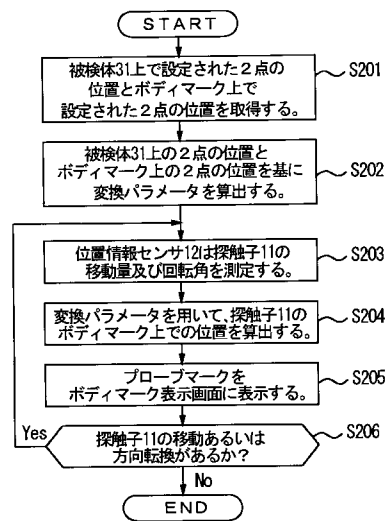 START
被検体31上で設定された2点の
位置とボディマーク上で
設定された2点の位置を取得する。
S201
被検体31上の2点の位置と
ボディマーク上の2点の位置を基に
変換パラメータを算出する。
S202
位置情報センサ12は探触子11の
移動量及び回転角を測定する。
S203
変換パラメータを用いて、探触子11の
ボディマーク上での位置を算出する。
S204
プローブマークを
ボディマーク表示画面に表示する。
S205
Yes
探触子11の移動あるいは
方向転換があるか?
S206
No
END